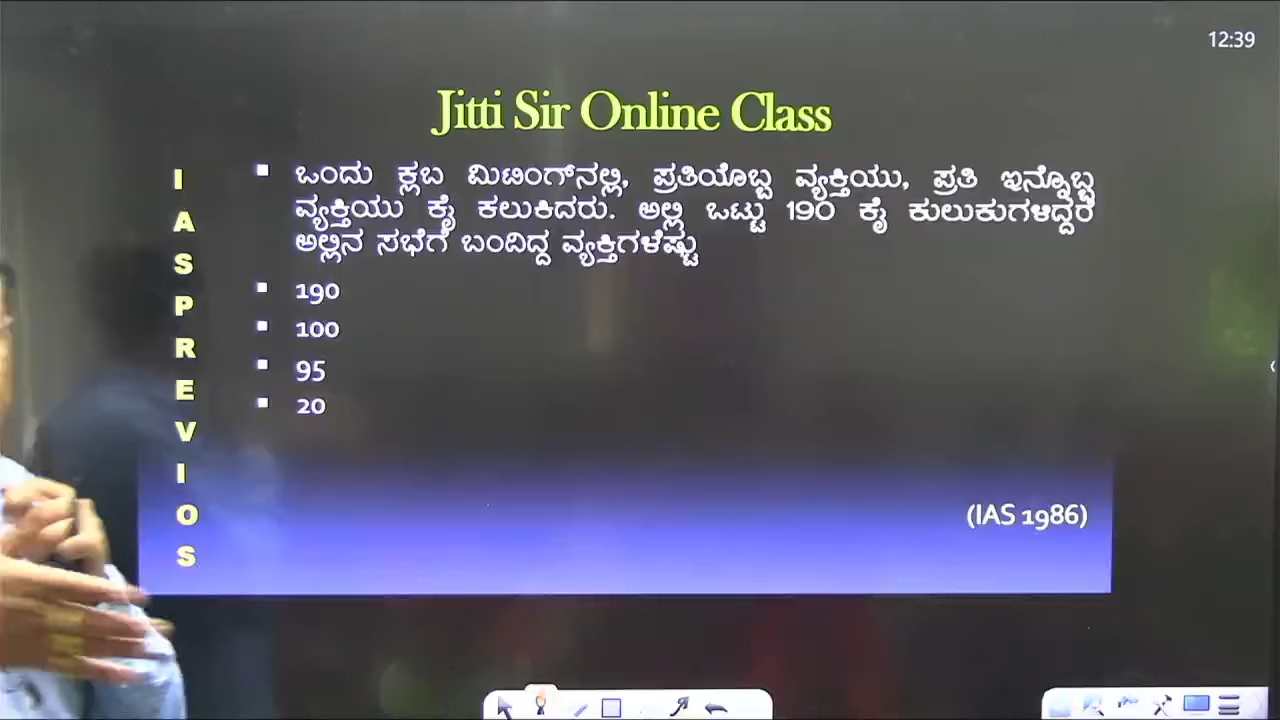 12:39
Jitti Sir Online Class
ಒಂದು ಕ್ಲಬ ಮಿಟಿಂಗ್‌ನಲ್ಲಿ, ಪ್ರತಿಯೊಬ್ಬ ವ್ಯಕ್ತಿಯು, ಪ್ರತಿ ಇನ್ನೊಬ್ಬ
ವ್ಯಕ್ತಿಯು ಕೈ ಕಲುಕಿದರು. ಅಲ್ಲಿ ಒಟ್ಟು 190 ಕೈ ಕುಲುಕುಗಳಿದ್ದರೆ
ಅಲ್ಲಿನ ಸಭೆಗೆ ಬಂದಿದ್ದ ವ್ಯಕ್ತಿಗಳೆಷ್ಟು
190
100
95
20
(IAS 1986)
I
A
S
P
R
E
V
I
O
S